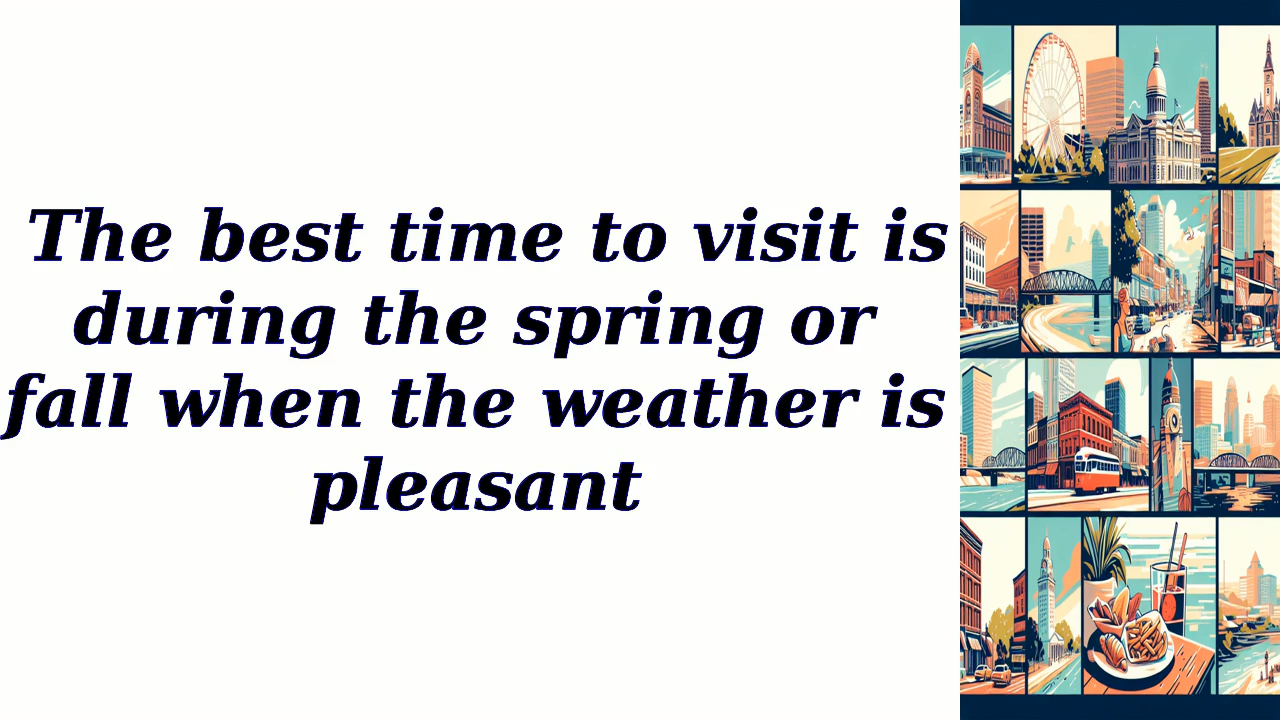 The best time to visit is
during the spring or
fall when the weather is
pleasant